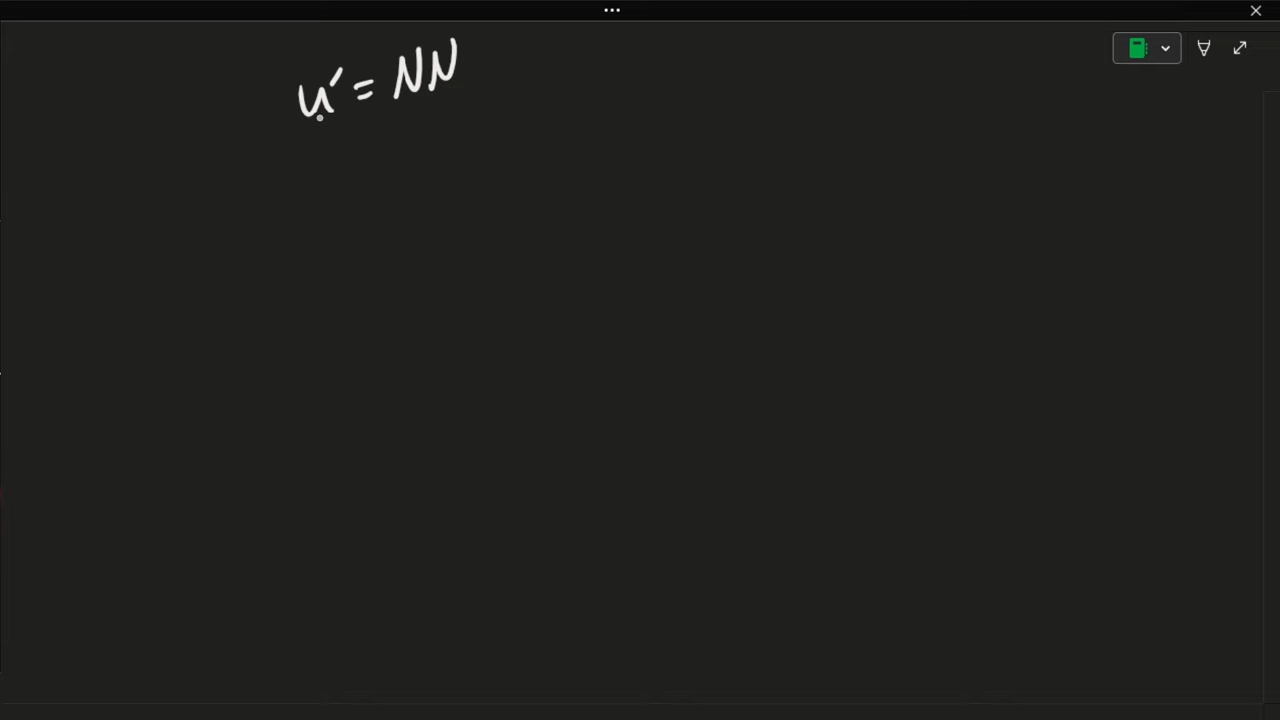 u′ = NN